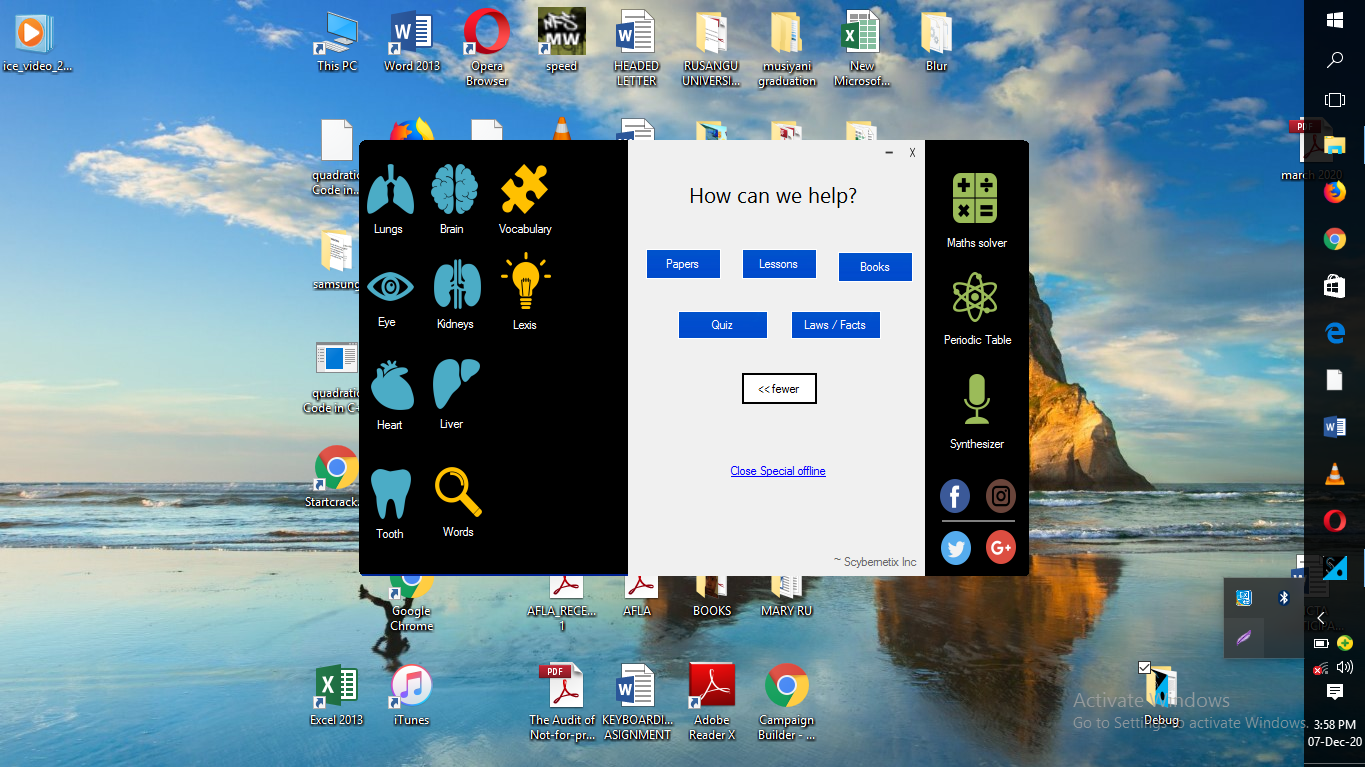 ice_video_2...
This PC
Word 2013
Opera
Browser
NFS
MW
speed
HEADED
LETTER
RUSANGU
UNIVERSI...
musiyani
graduation
New
Microsof...
Blur
quadratic
Code in...
samsung
quadratic
Code in C
Startcrack.
PDF
march 2020
Lungs
Brain
Vocabulary
Eye
Kidneys
Lexis
Heart
Liver
Tooth
Words
X
How can we help?
Papers
Lessons
Books
Quiz
Laws / Facts
<< fewer
Close Special offline
~ Scybernetix Inc
Maths solver
Periodic Table
Synthesizer
Google
Chrome
AFLA_RECE...
1
AFLA
BOOKS
MARY RU
Excel 2013
iTunes
PDF
The Audit of
Not-for-pr...
KEYBOARDI...
ASIGNMENT
Adobe
Reader X
Campaign
Builder - ...
Debug
Activate Windows
Go to Settings to activate Windows.
3:58 PM
07-Dec-20